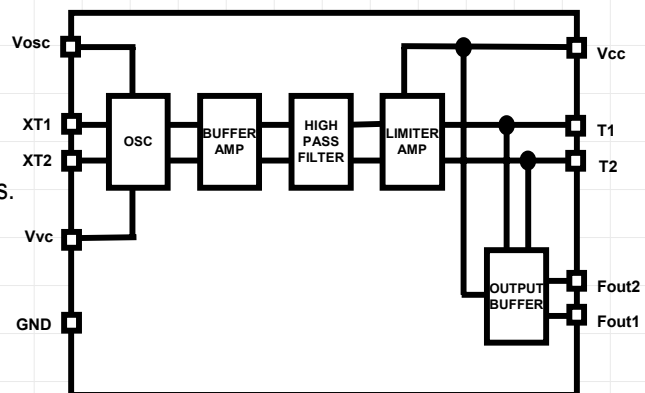 Vosc
Vcc
XT1
OSC
BUFFER
AMP
HIGH
PASS
FILTER
LIMITER
AMP
T1
XT2
T2
s.
Vvc
OUTPUT
BUFFER
Fout2
GND
Fout1